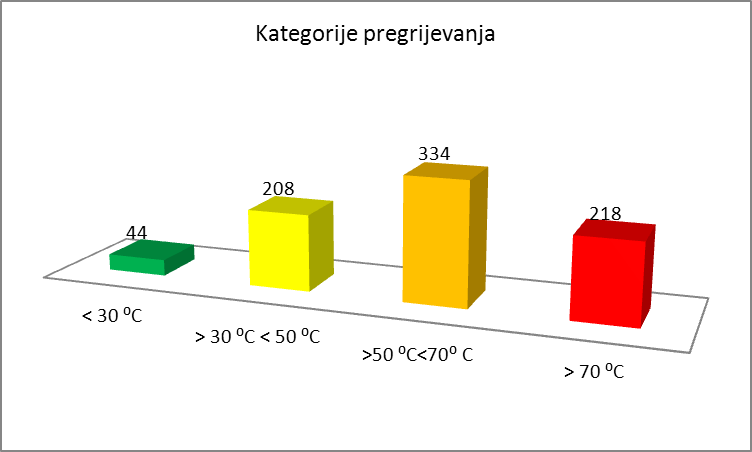 Kategorije pregrijevanja
44
208
334
218
< 30 ⁰C
> 30 ⁰C < 50 ⁰C
>50 ⁰C<70⁰ C
> 70 ⁰C